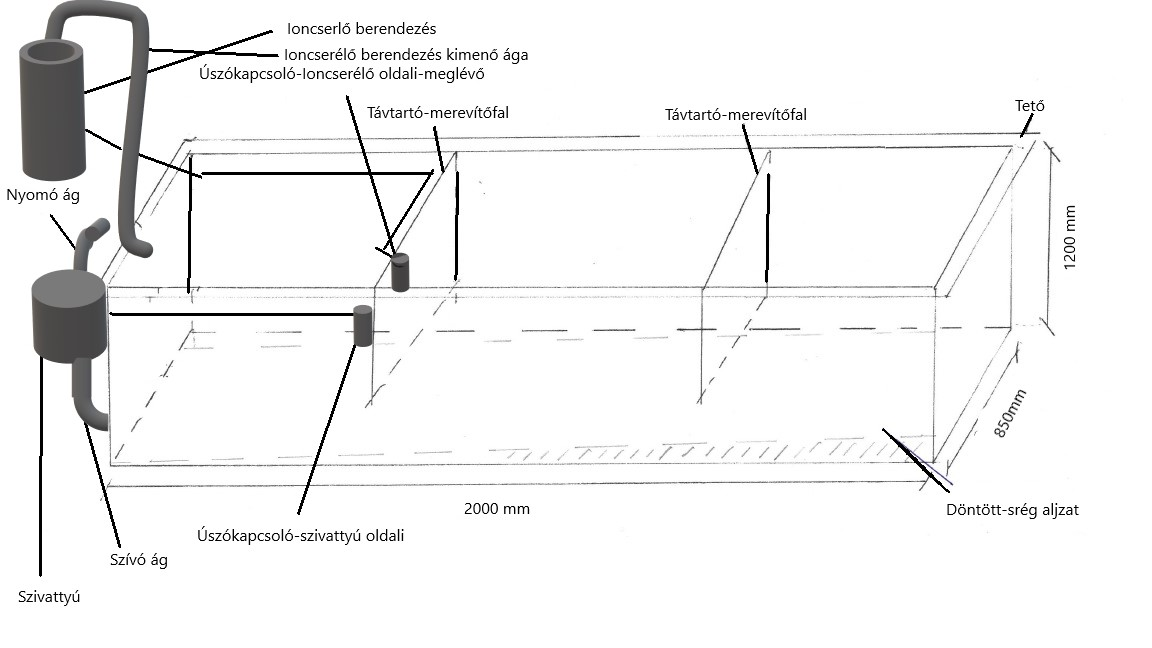 Ioncserlő berendezés
Ioncserélő berendezés kimenő ága
Úszókapcsoló-Ioncserélő oldali-meglévő
Távtartó-merevítőfal
Távtartó-merevítőfal
Tető
Nyomó ág
1200 mm
850mm
2000 mm
Döntött-srég aljzat
Úszókapcsoló-szivattyú oldali
Szívó ág
Szivattyú